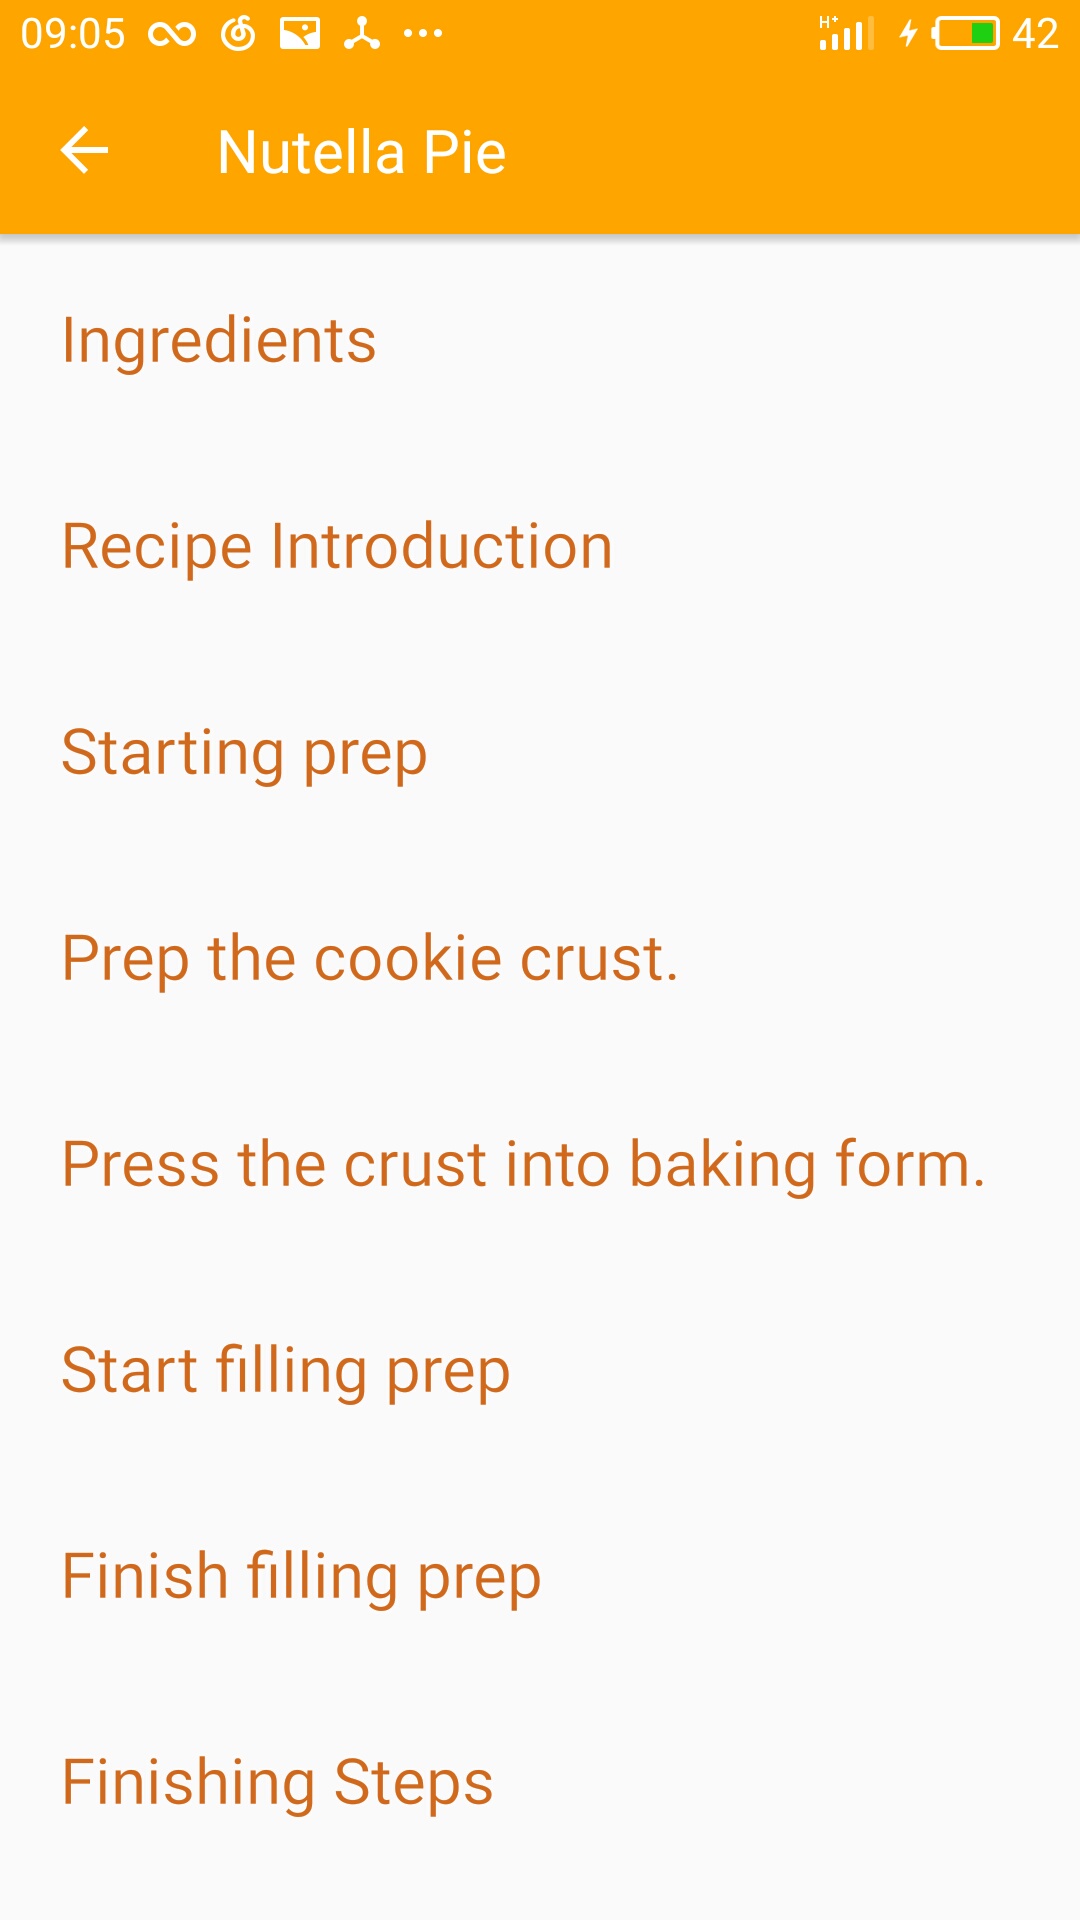 09:05 H+ 42
Nutella Pie
Ingredients
Recipe Introduction
Starting prep
Prep the cookie crust.
Press the crust into baking form.
Start filling prep
Finish filling prep
Finishing Steps